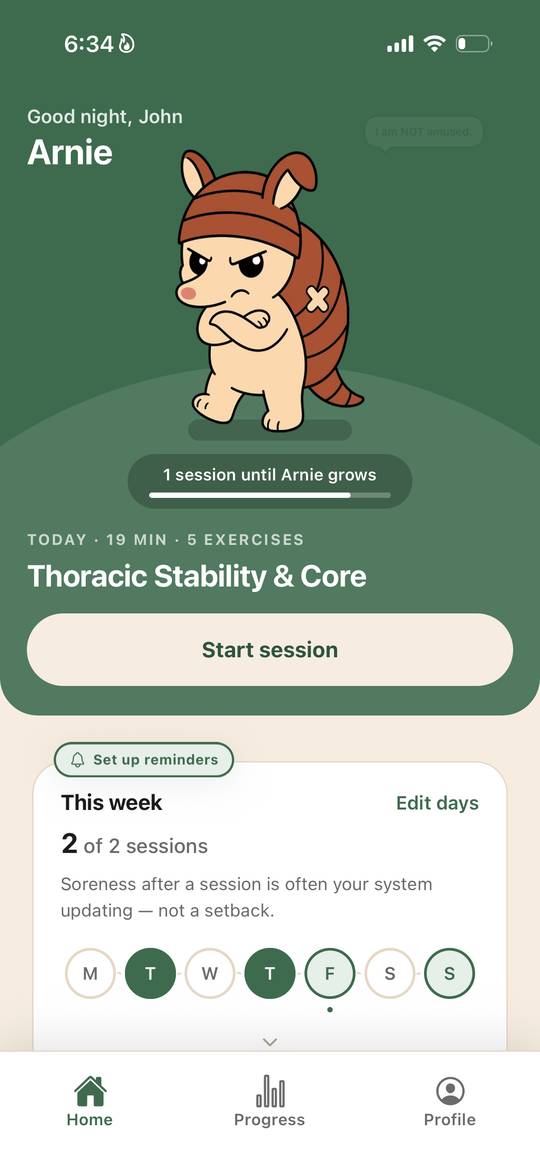 6:34
Good night, John
Arnie
I am NOT amused.
1 session until Arnie grows
TODAY · 19 MIN · 5 EXERCISES
Thoracic Stability & Core
Start session
Set up reminders
This week
Edit days
2 of 2 sessions
Soreness after a session is often your system
updating — not a setback.
M T W T F S S
Home
Progress
Profile